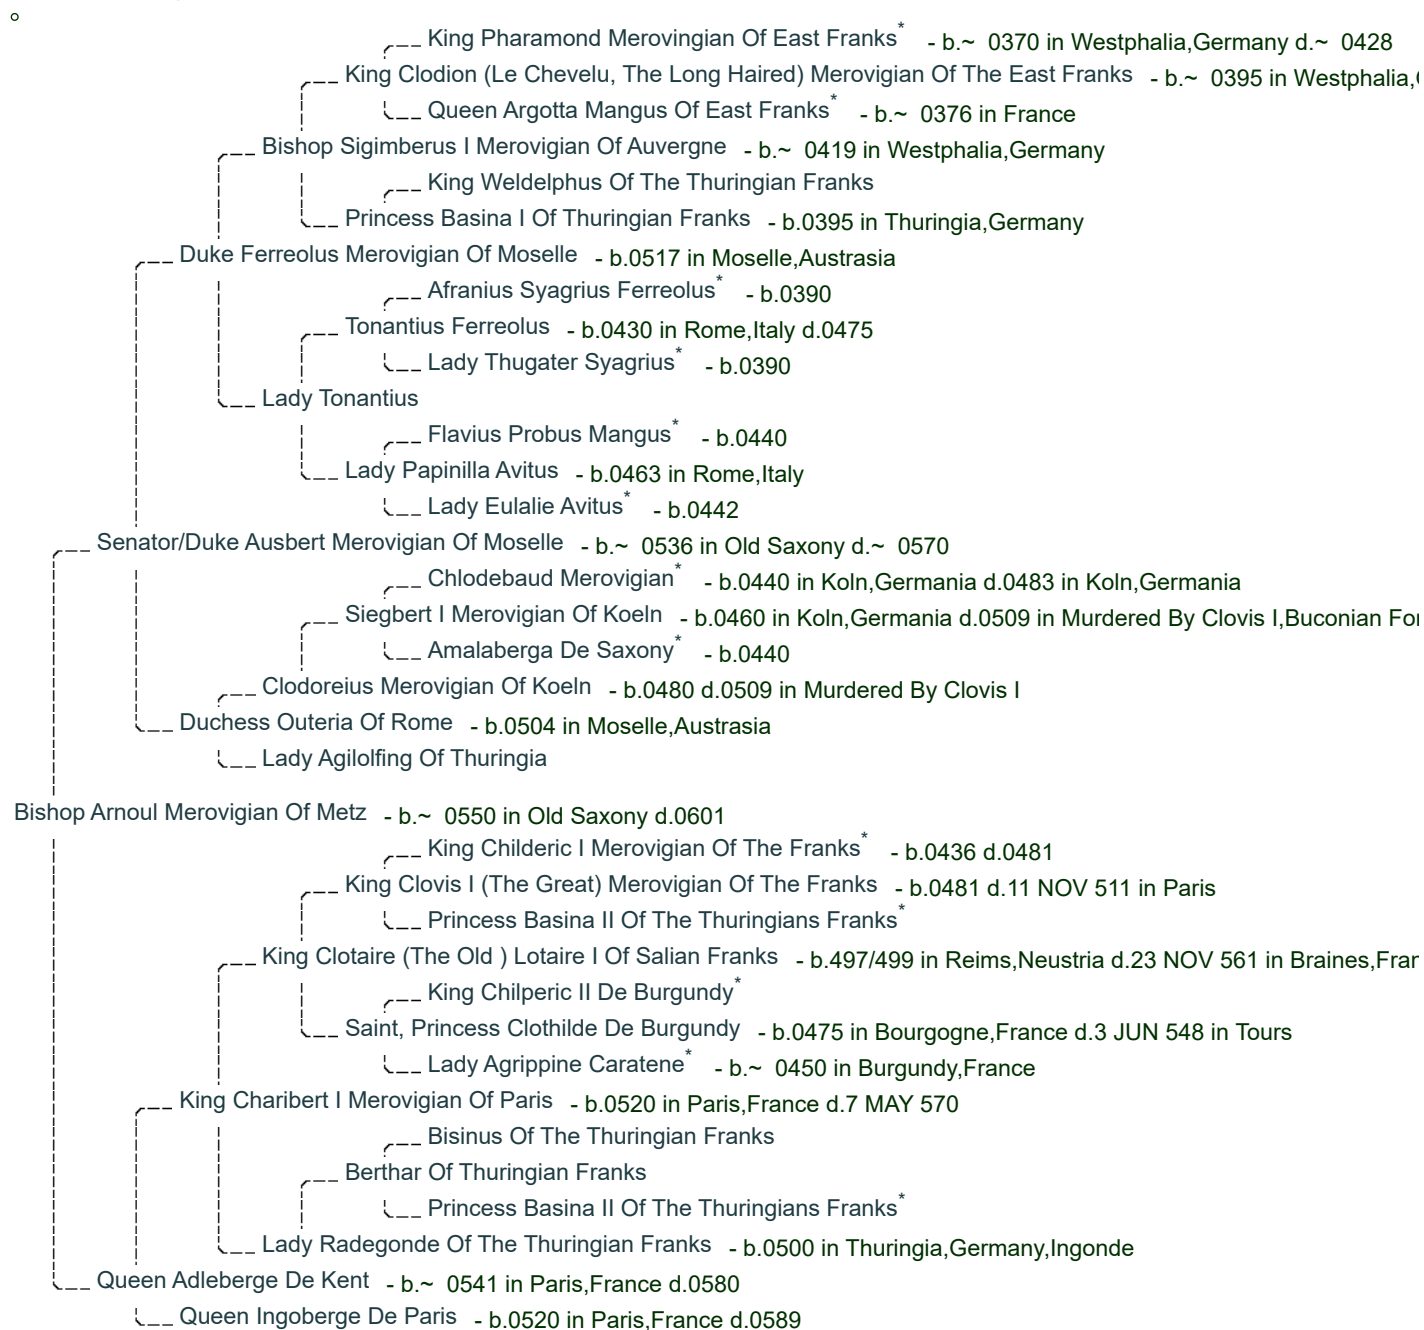 King Pharamond Merovingian Of East Franks* - b.~ 0370 in Westphalia,Germany d.~ 0428
King Clodion (Le Chevelu, The Long Haired) Merovigian Of The East Franks - b.~ 0395 in Westphalia,
Queen Argotta Mangus Of East Franks* - b.~ 0376 in France
Bishop Sigimberus I Merovigian Of Auvergne - b.~ 0419 in Westphalia,Germany
King Weldelphus Of The Thuringian Franks
Princess Basina I Of Thuringian Franks - b.0395 in Thuringia,Germany
Duke Ferreolus Merovigian Of Moselle - b.0517 in Moselle,Austrasia
Afranius Syagrius Ferreolus* - b.0390
Tonantius Ferreolus - b.0430 in Rome,Italy d.0475
Lady Thugater Syagrius* - b.0390
Lady Tonantius
Flavius Probus Mangus* - b.0440
Lady Papinilla Avitus - b.0463 in Rome,Italy
Lady Eulalie Avitus* - b.0442
Senator/Duke Ausbert Merovigian Of Moselle - b.~ 0536 in Old Saxony d.~ 0570
Chlodebaud Merovigian* - b.0440 in Koln,Germania d.0483 in Koln,Germania
Siegbert I Merovigian Of Koeln - b.0460 in Koln,Germania d.0509 in Murdered By Clovis I,Buconian For
Amalaberga De Saxony* - b.0440
Clodoreius Merovigian Of Koeln - b.0480 d.0509 in Murdered By Clovis I
Duchess Outeria Of Rome - b.0504 in Moselle,Austrasia
Lady Agilolfing Of Thuringia
Bishop Arnoul Merovigian Of Metz - b.~ 0550 in Old Saxony d.0601
King Childeric I Merovigian Of The Franks* - b.0436 d.0481
King Clovis I (The Great) Merovigian Of The Franks - b.0481 d.11 NOV 511 in Paris
Princess Basina II Of The Thuringians Franks*
King Clotaire (The Old ) Lotaire I Of Salian Franks - b.497/499 in Reims,Neustria d.23 NOV 561 in Braines,Fran
King Chilperic II De Burgundy*
Saint, Princess Clothilde De Burgundy - b.0475 in Bourgogne,France d.3 JUN 548 in Tours
Lady Agrippine Caratene* - b.~ 0450 in Burgundy,France
King Charibert I Merovigian Of Paris - b.0520 in Paris,France d.7 MAY 570
Bisinus Of The Thuringian Franks
Berthar Of Thuringian Franks
Princess Basina II Of The Thuringians Franks*
Lady Radegonde Of The Thuringian Franks - b.0500 in Thuringia,Germany,Ingonde
Queen Adleberge De Kent - b.~ 0541 in Paris,France d.0580
Queen Ingoberge De Paris - b.0520 in Paris,France d.0589